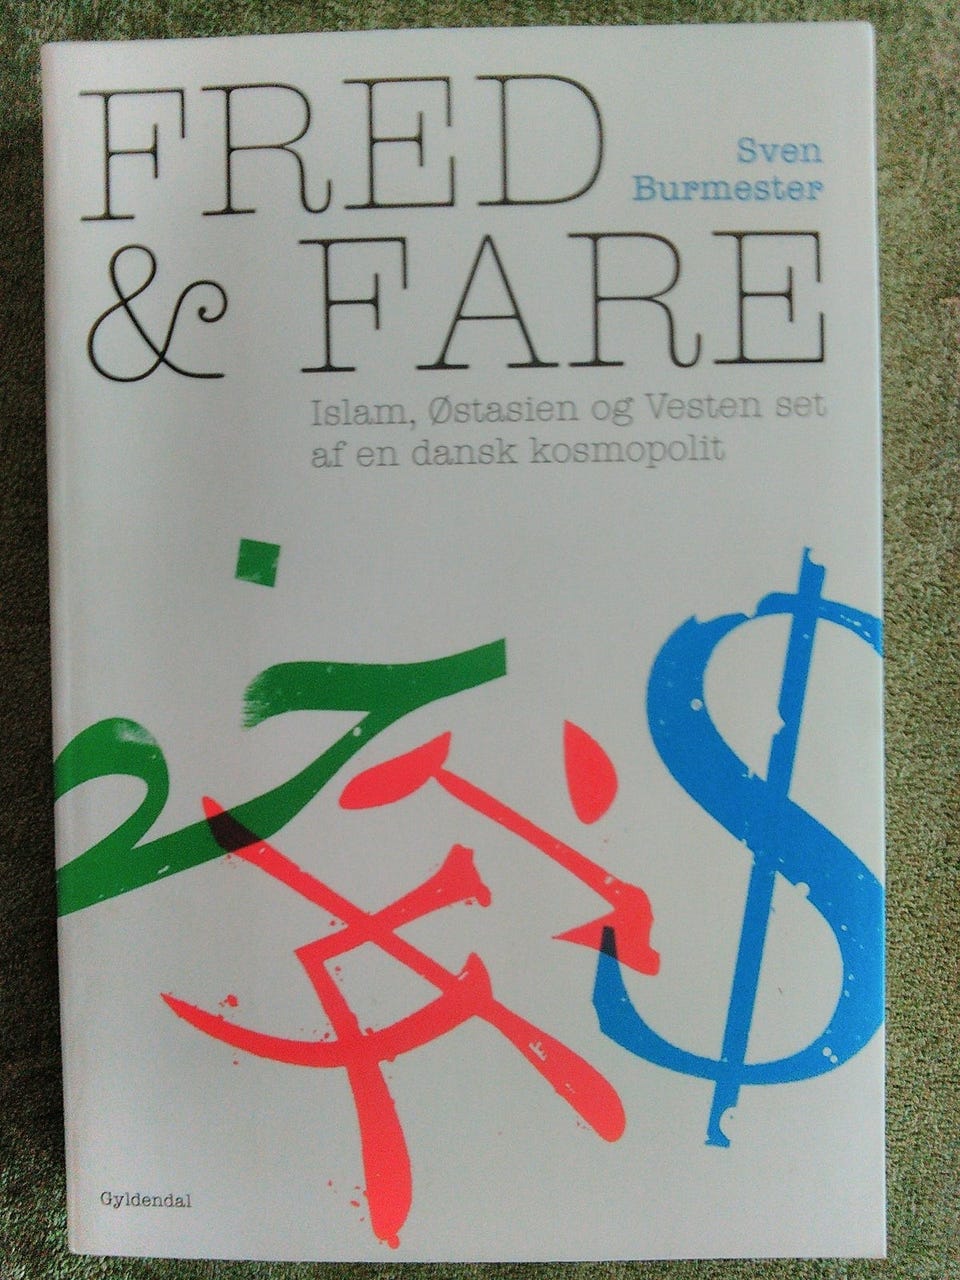 FRED
Sven
Burmester
& FARE
Islam, Østasien og Vesten set
af en dansk kosmopolit
$
Gyldendal